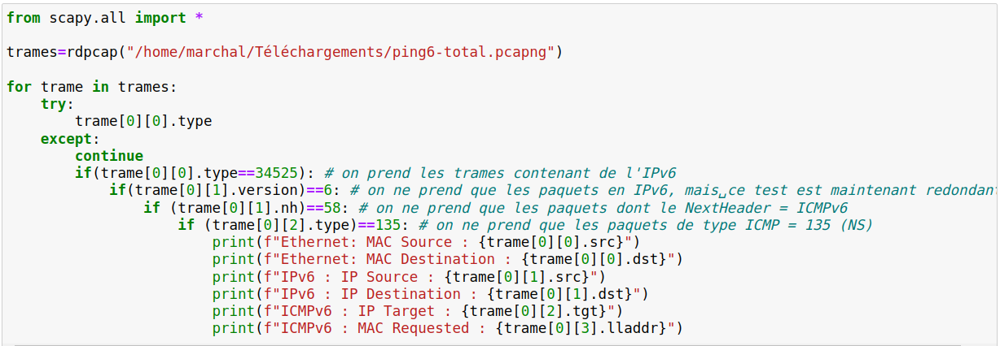 from scapy.all import *
trames=rdpcap("/home/marchal/Téléchargements/ping6-total.pcapng")
for trame in trames:
    try:
        trame[0][0].type
    except:
        continue
        if(trame[0][0].type==34525): # on prend les trames contenant de l'IPv6
            if(trame[0][1].version)==6: # on ne prend que les paquets en IPv6, mais␣ce test est maintenant redondan
                if (trame[0][1].nh)==58: # on ne prend que les paquets dont le NextHeader = ICMPv6
                    if (trame[0][2].type)==135: # on ne prend que les paquets de type ICMP = 135 (NS)
                        print(f"Ethernet: MAC Source : {trame[0][0].src}")
                        print(f"Ethernet: MAC Destination : {trame[0][0].dst}")
                        print(f"IPv6 : IP Source : {trame[0][1].src}")
                        print(f"IPv6 : IP Destination : {trame[0][1].dst}")
                        print(f"ICMPv6 : IP Target : {trame[0][2].tgt}")
                        print(f"ICMPv6 : MAC Requested : {trame[0][3].lladdr}")